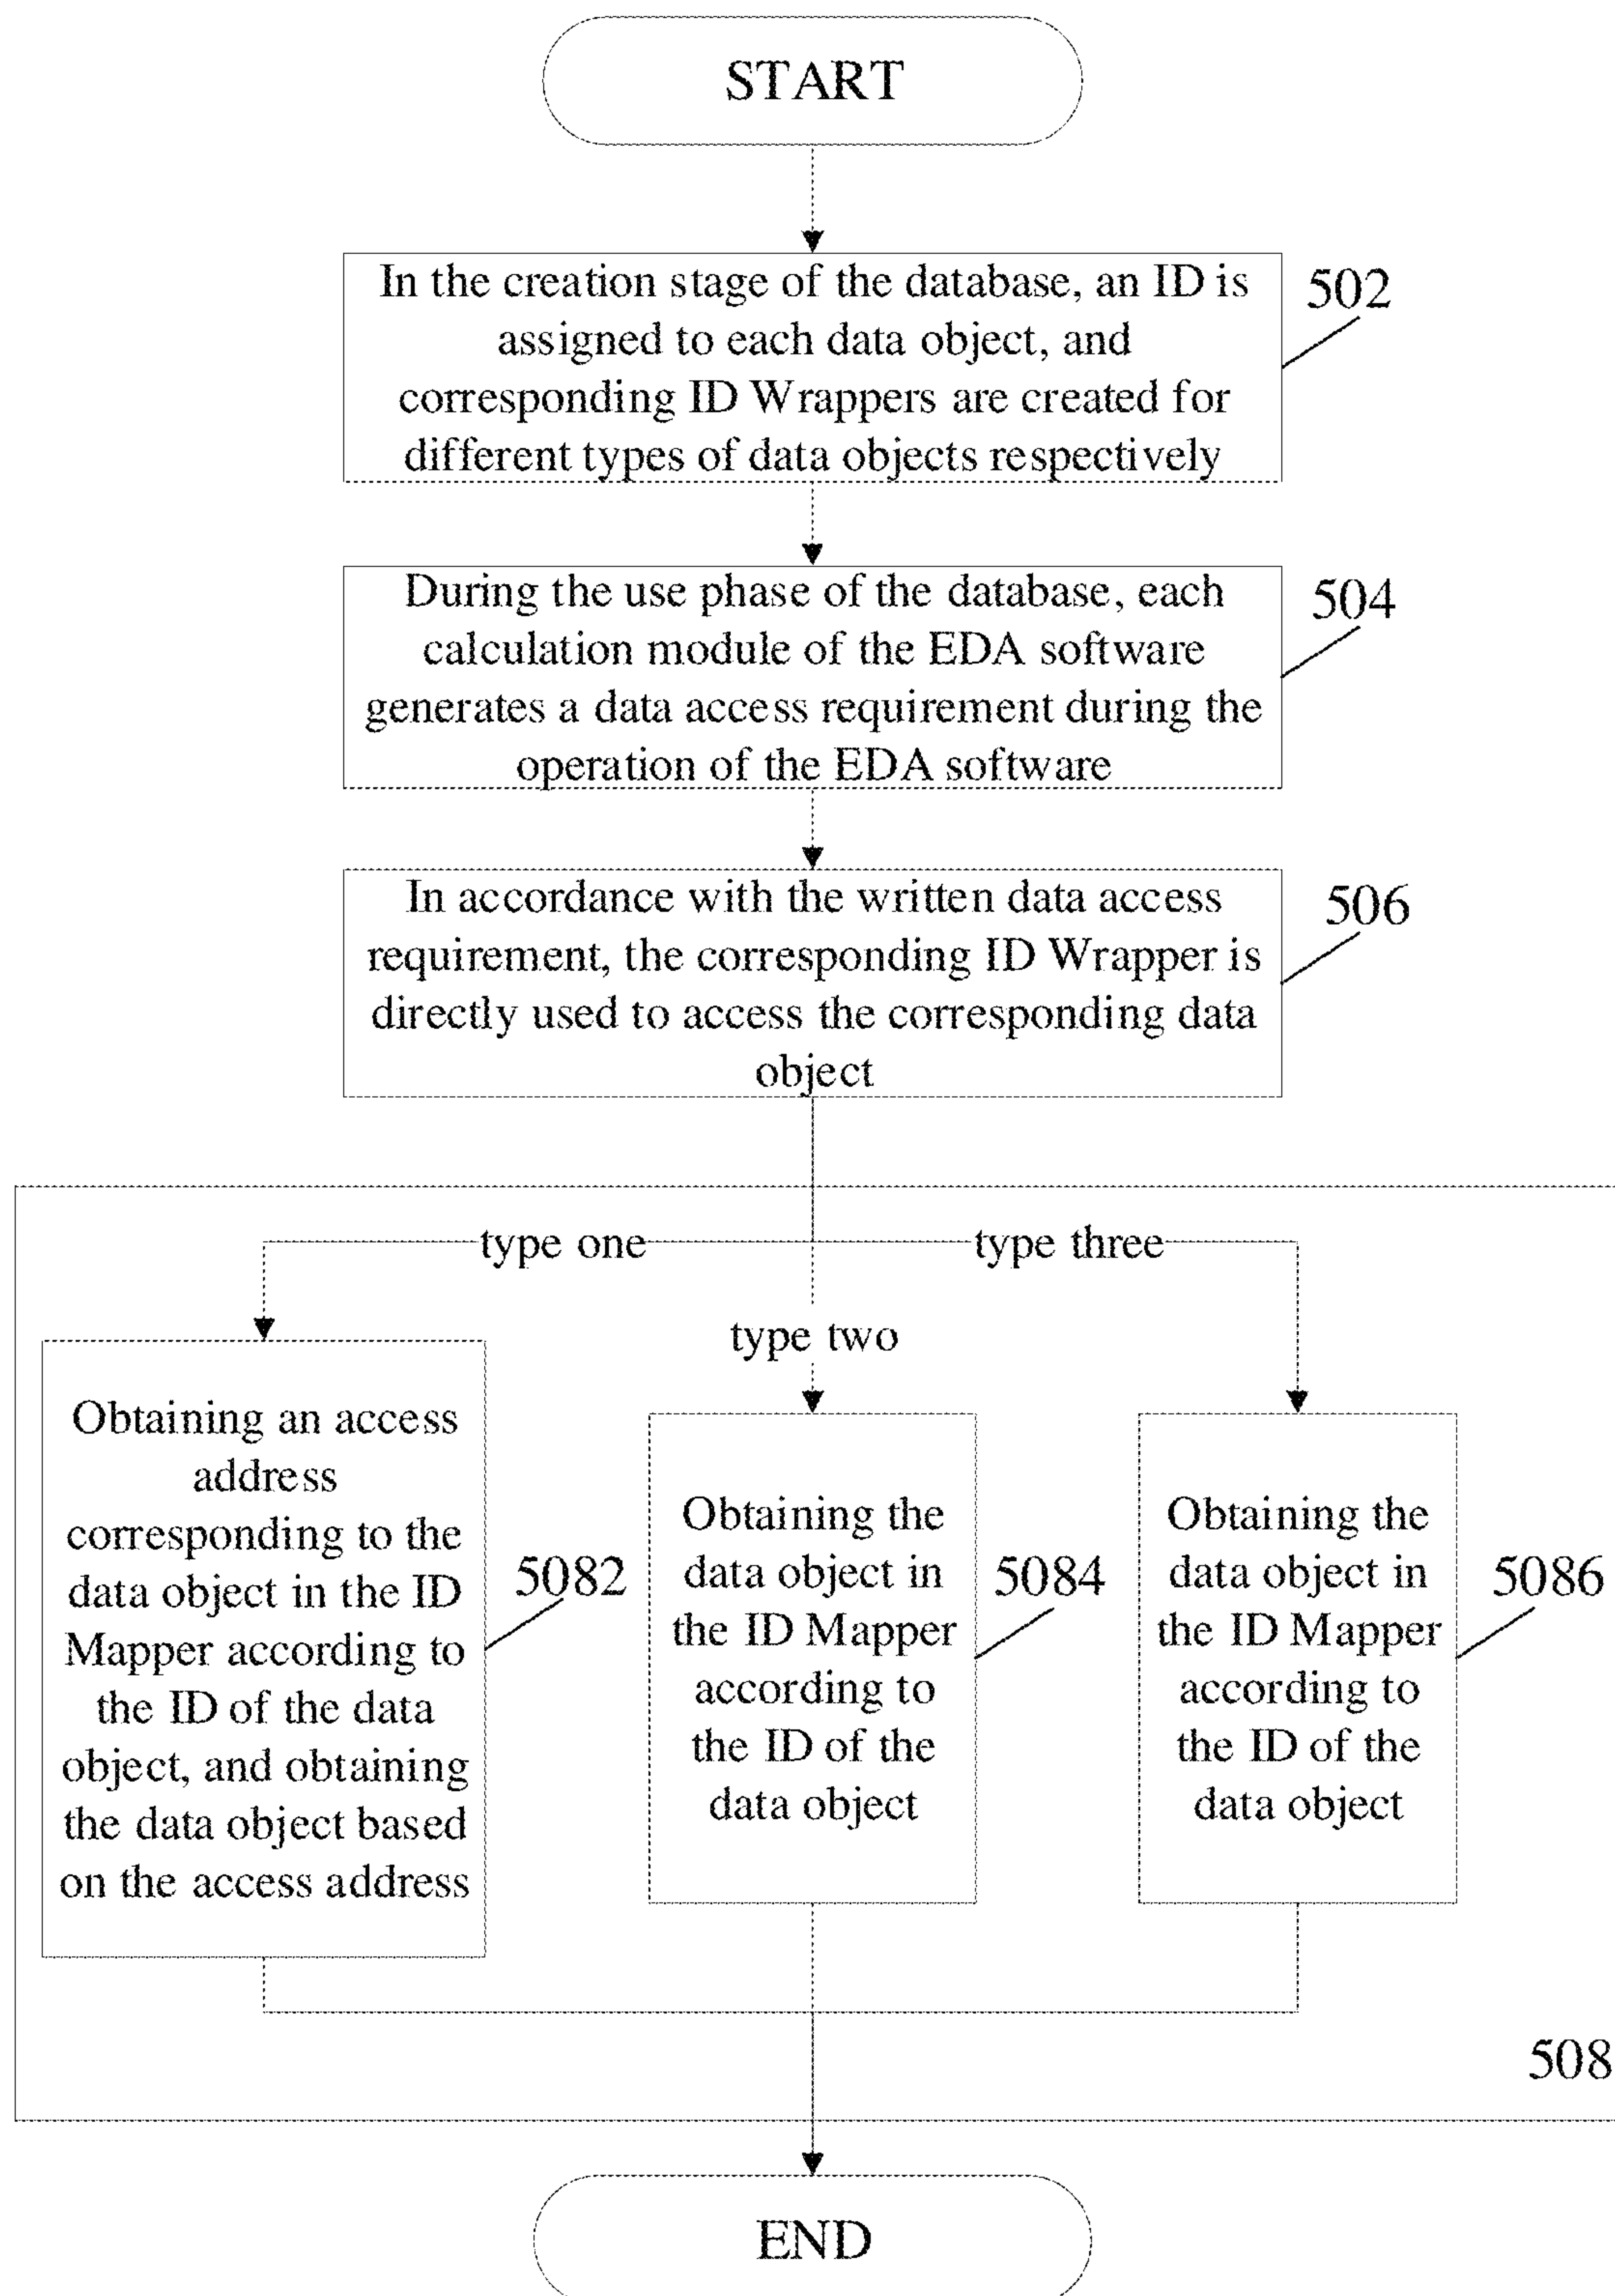 START
In the creation stage of the database, an ID is
assigned to each data object, and
corresponding ID Wrappers are created for
different types of data objects respectively
502
During the use phase of the database, each
calculation module of the EDA software
generates a data access requirement during the
operation of the EDA software
504
In accordance with the written data access
requirement, the corresponding ID Wrapper is
directly used to access the corresponding data
object
506
type one
type two
type three
Obtaining an access
address
corresponding to the
data object in the ID
Mapper according to
the ID of the data
object, and obtaining
the data object based
on the access address
5082
Obtaining the
data object in
the ID Mapper
according to
the ID of the
data object
5084
Obtaining the
data object in
the ID Mapper
according to
the ID of the
data object
5086
508
END